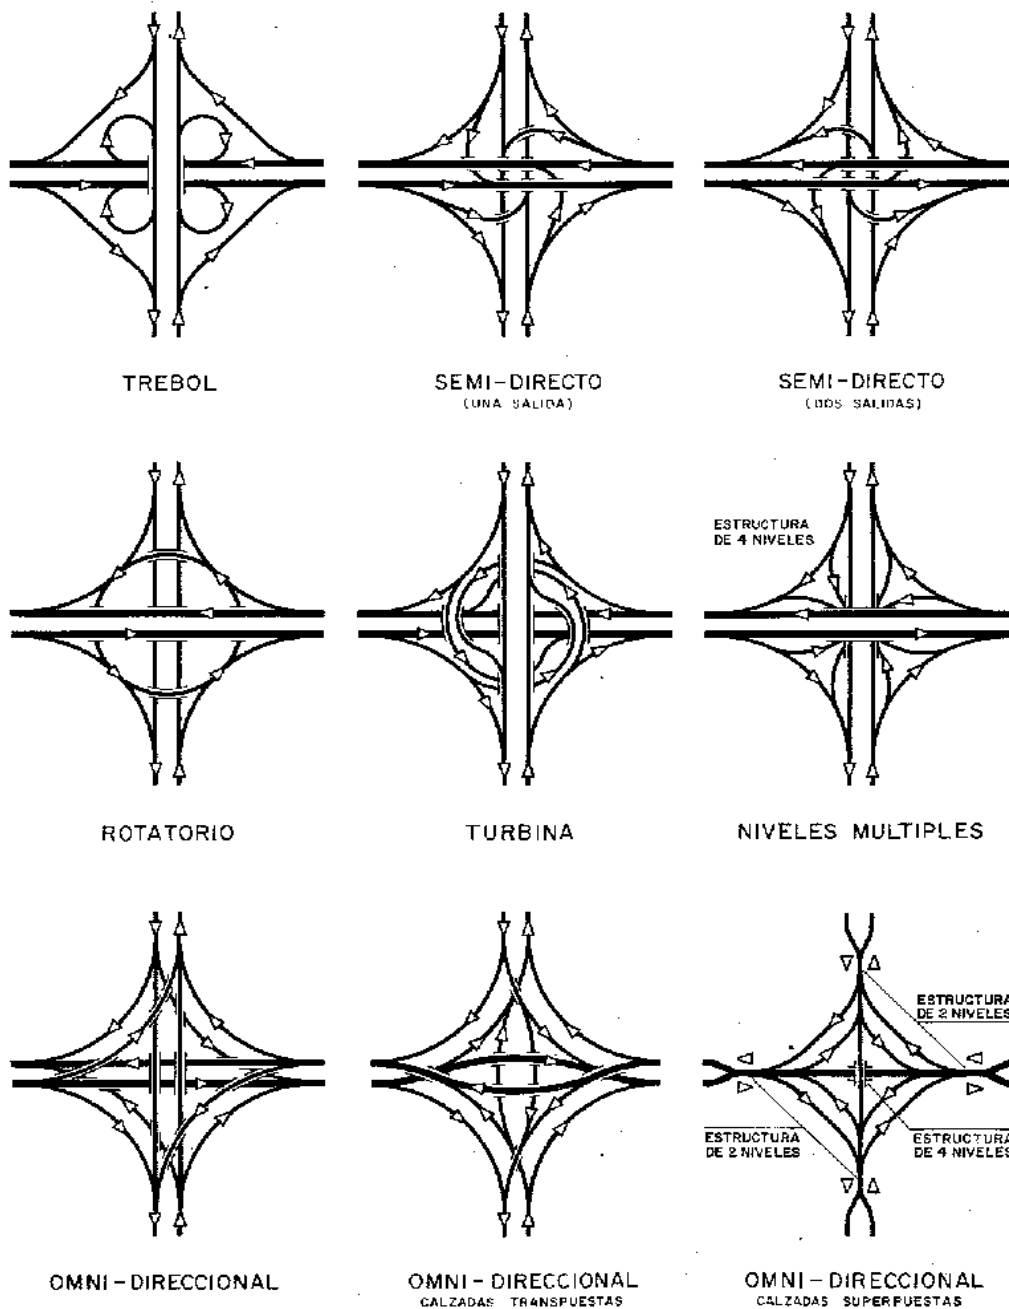 TREBOL
SEMI-DIRECTO
(UNA SALIDA)
SEMI-DIRECTO
(DOS SALIDAS)
ESTRUCTURA
DE 4 NIVELES
ROTATORIO
TURBINA
NIVELES MULTIPLES
ESTRUCTURA
DE 2 NIVELES
ESTRUCTURA
DE 2 NIVELES
ESTRUCTURA
DE 4 NIVELES
OMNI-DIRECCIONAL
OMNI-DIRECCIONAL
CALZADAS TRANSPUESTAS
OMNI-DIRECCIONAL
CALZADAS SUPERPUESTAS